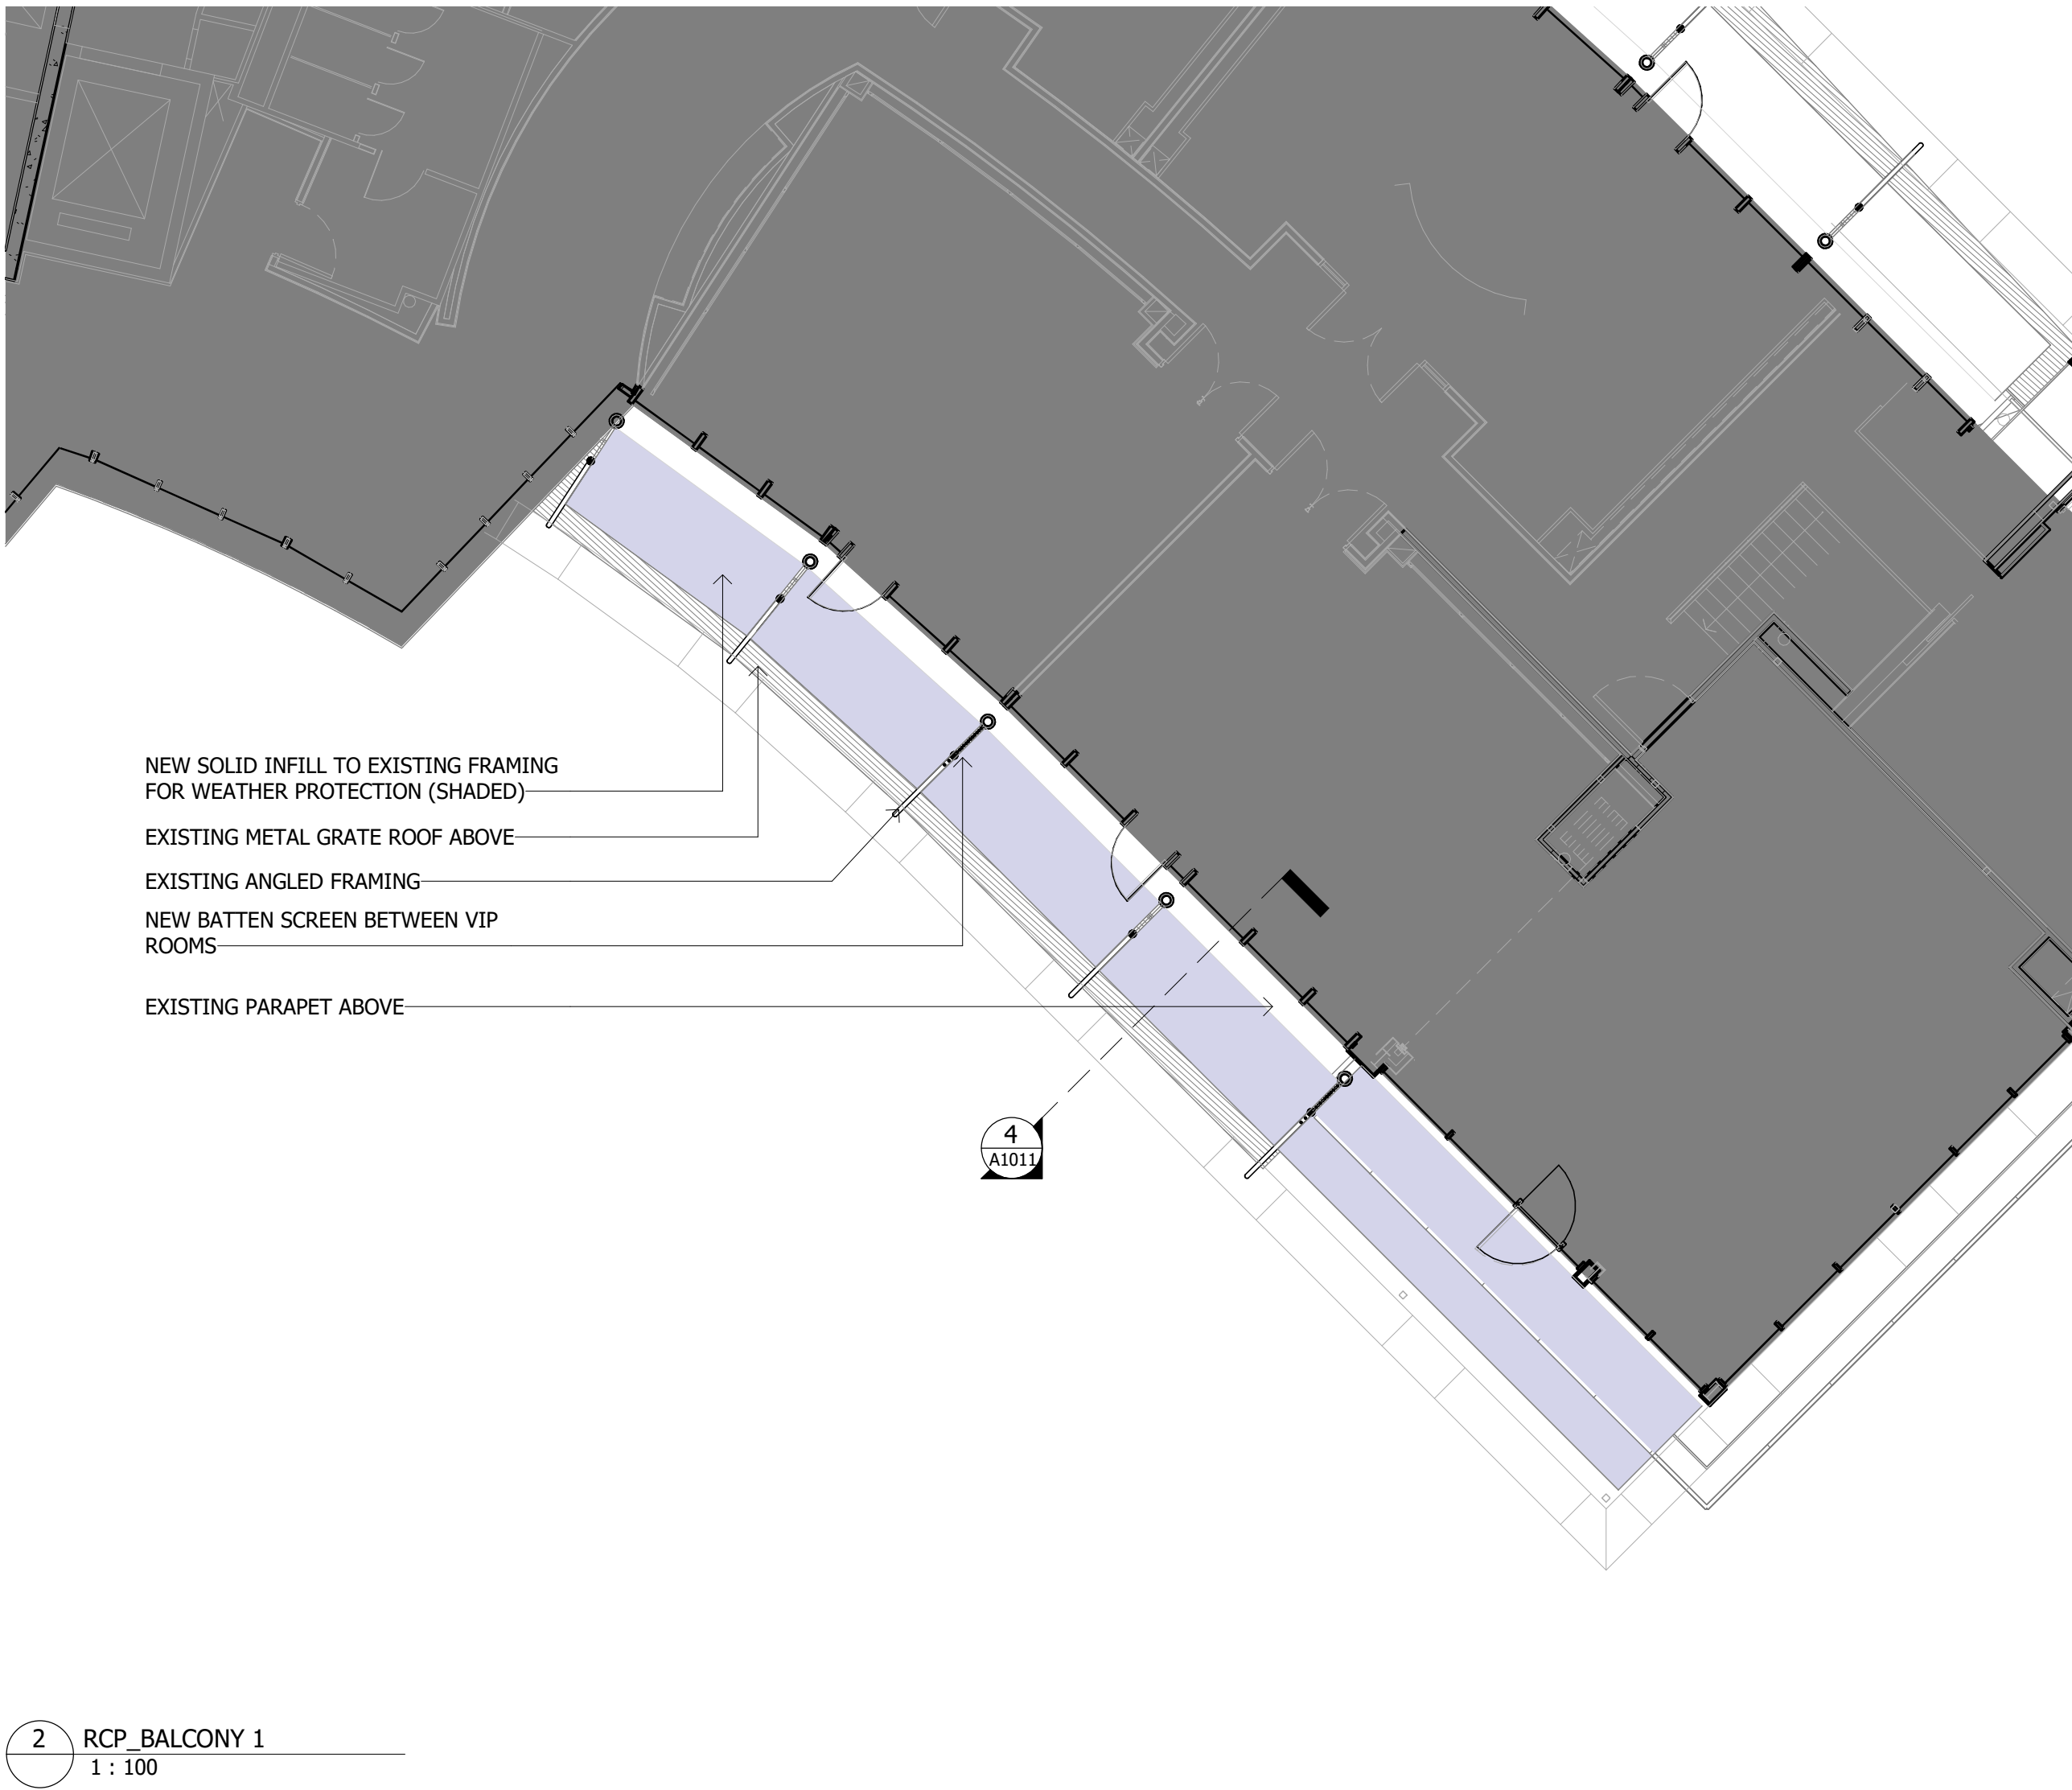 NEW SOLID INFILL TO EXISTING FRAMING
FOR WEATHER PROTECTION (SHADED)
EXISTING METAL GRATE ROOF ABOVE
EXISTING ANGLED FRAMING
NEW BATTEN SCREEN BETWEEN VIP
ROOMS
EXISTING PARAPET ABOVE
4
A1011
2
RCP_BALCONY 1
1 : 100